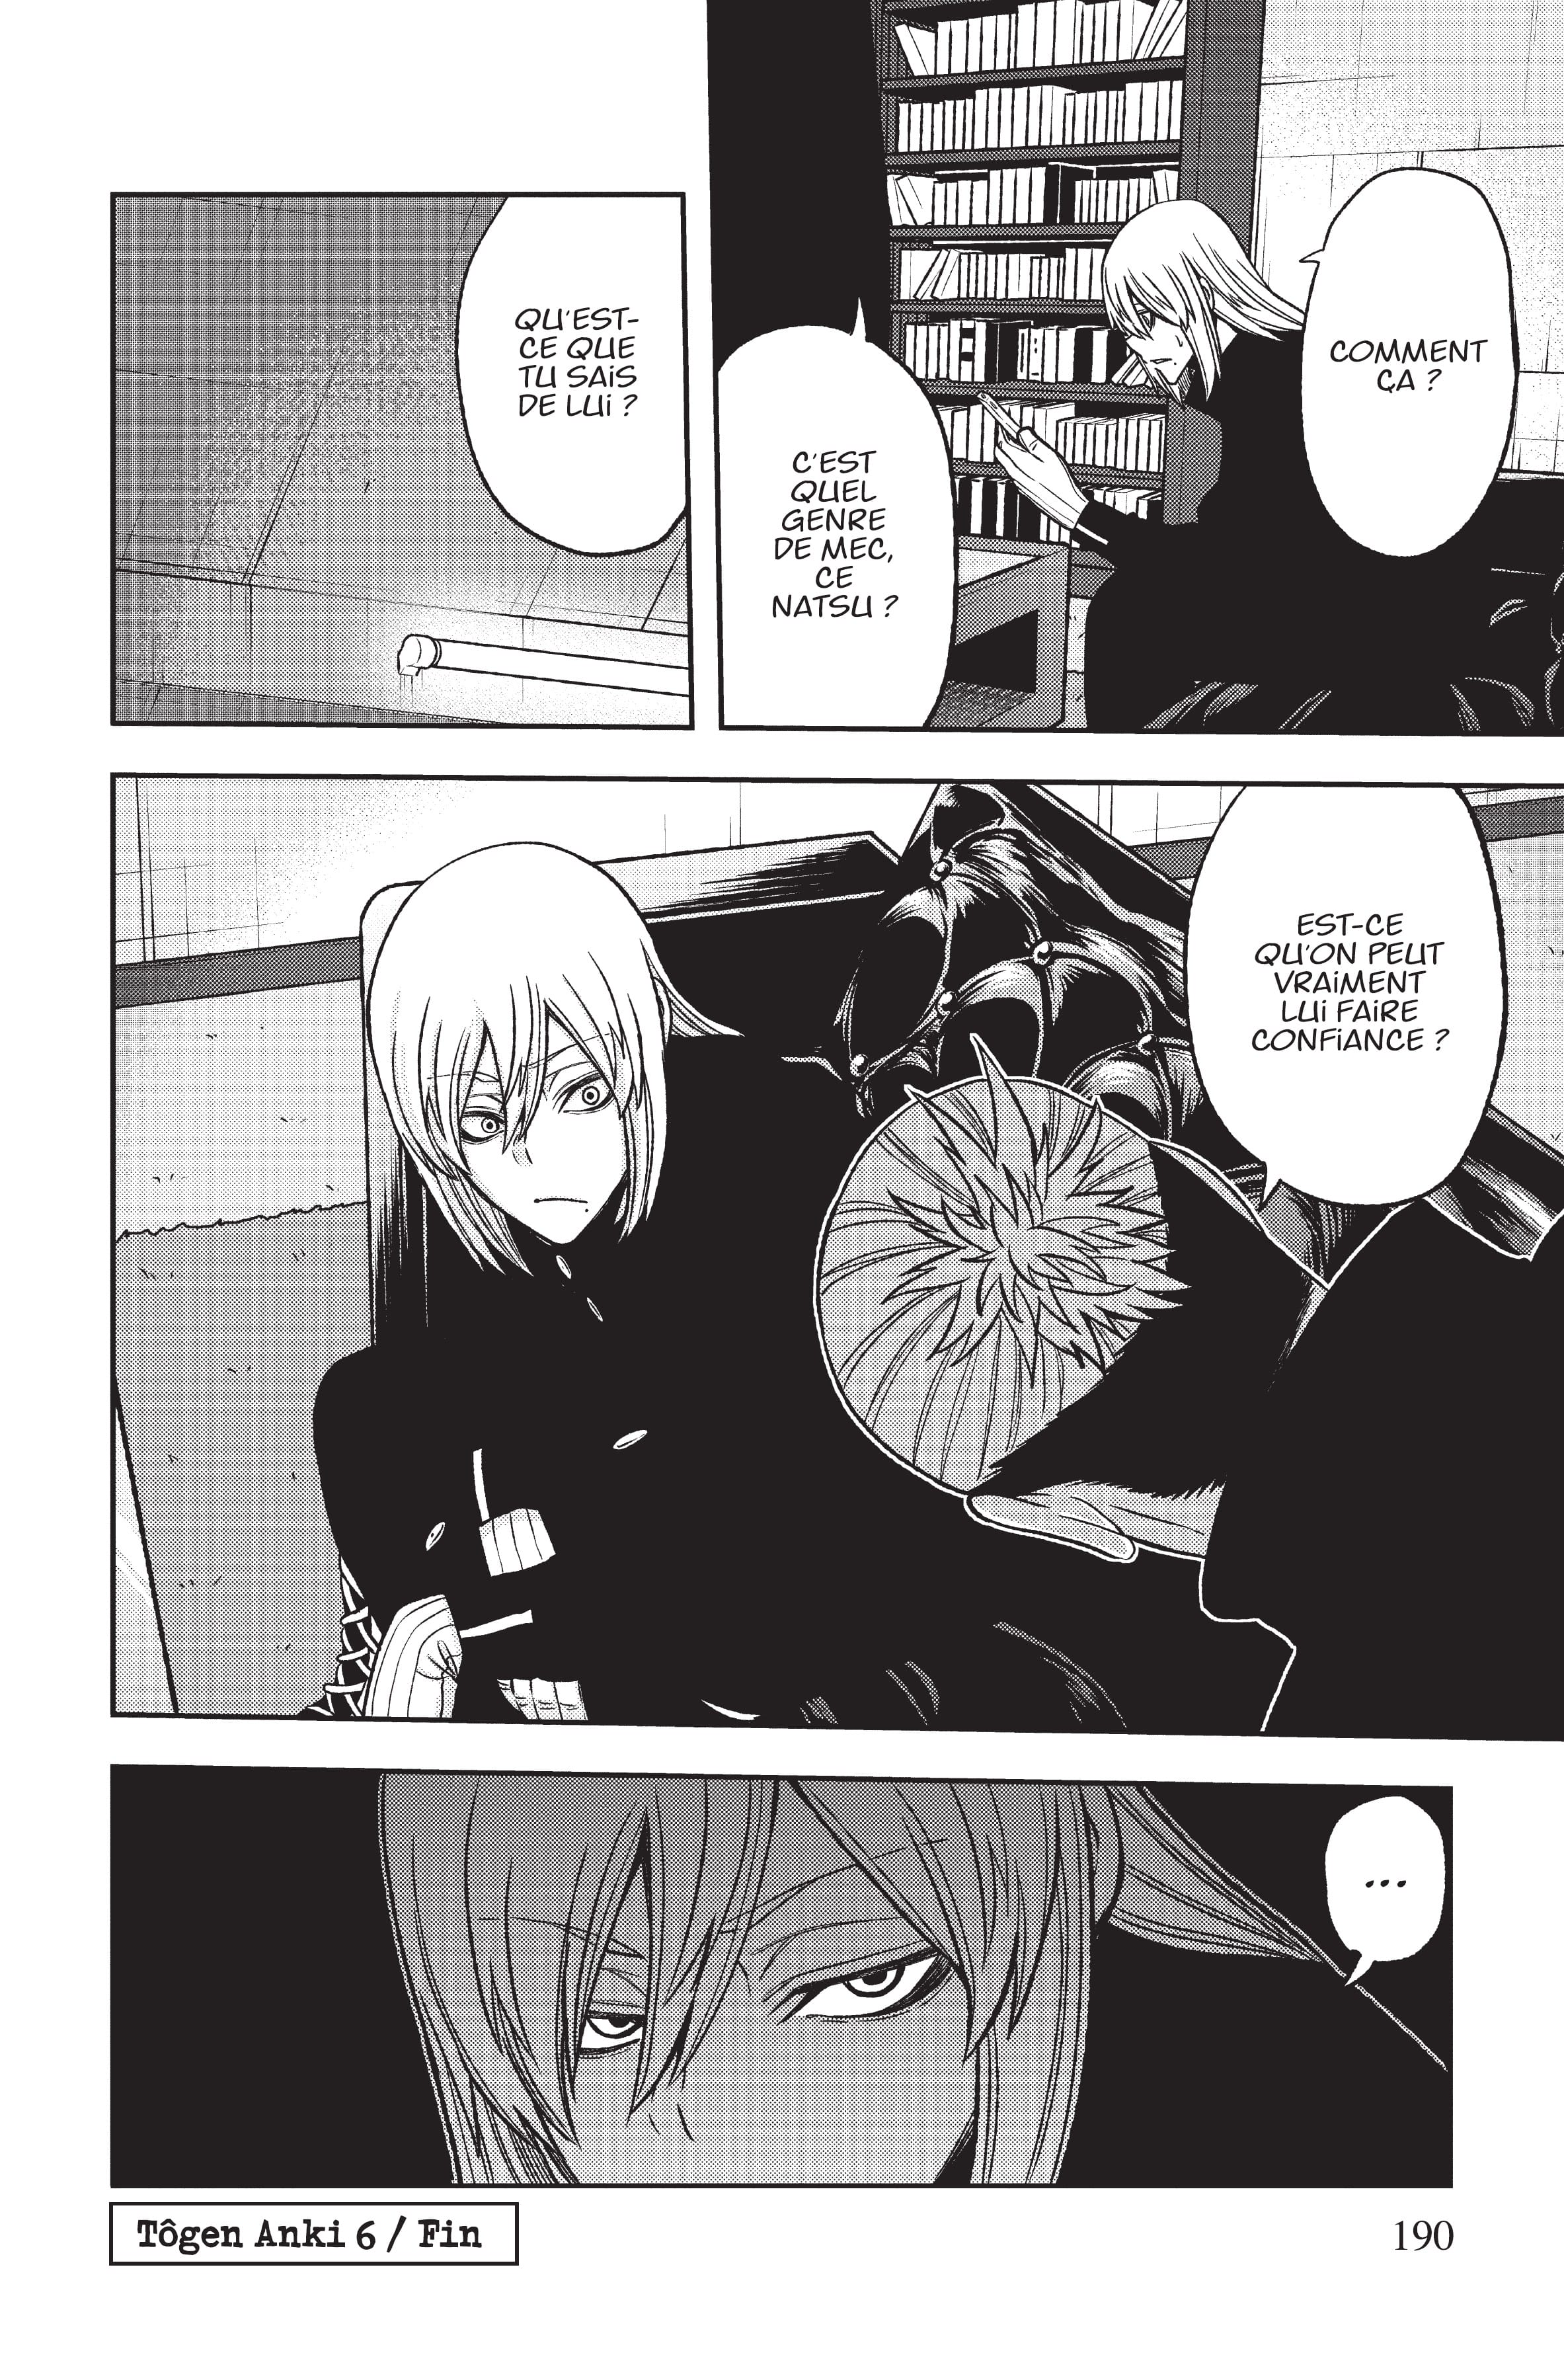 COMMENT
ÇA ?
C'EST
QUEL
GENRE
DE MEC,
CE
NATSU ?
QU'EST-
CE QUE
TU SAIS
DE LUI ?
EST-CE
QU'ON PEUT
VRAIMENT
LUI FAIRE
CONFIANCE ?
...
Tôgen Anki 6 / Fin
190